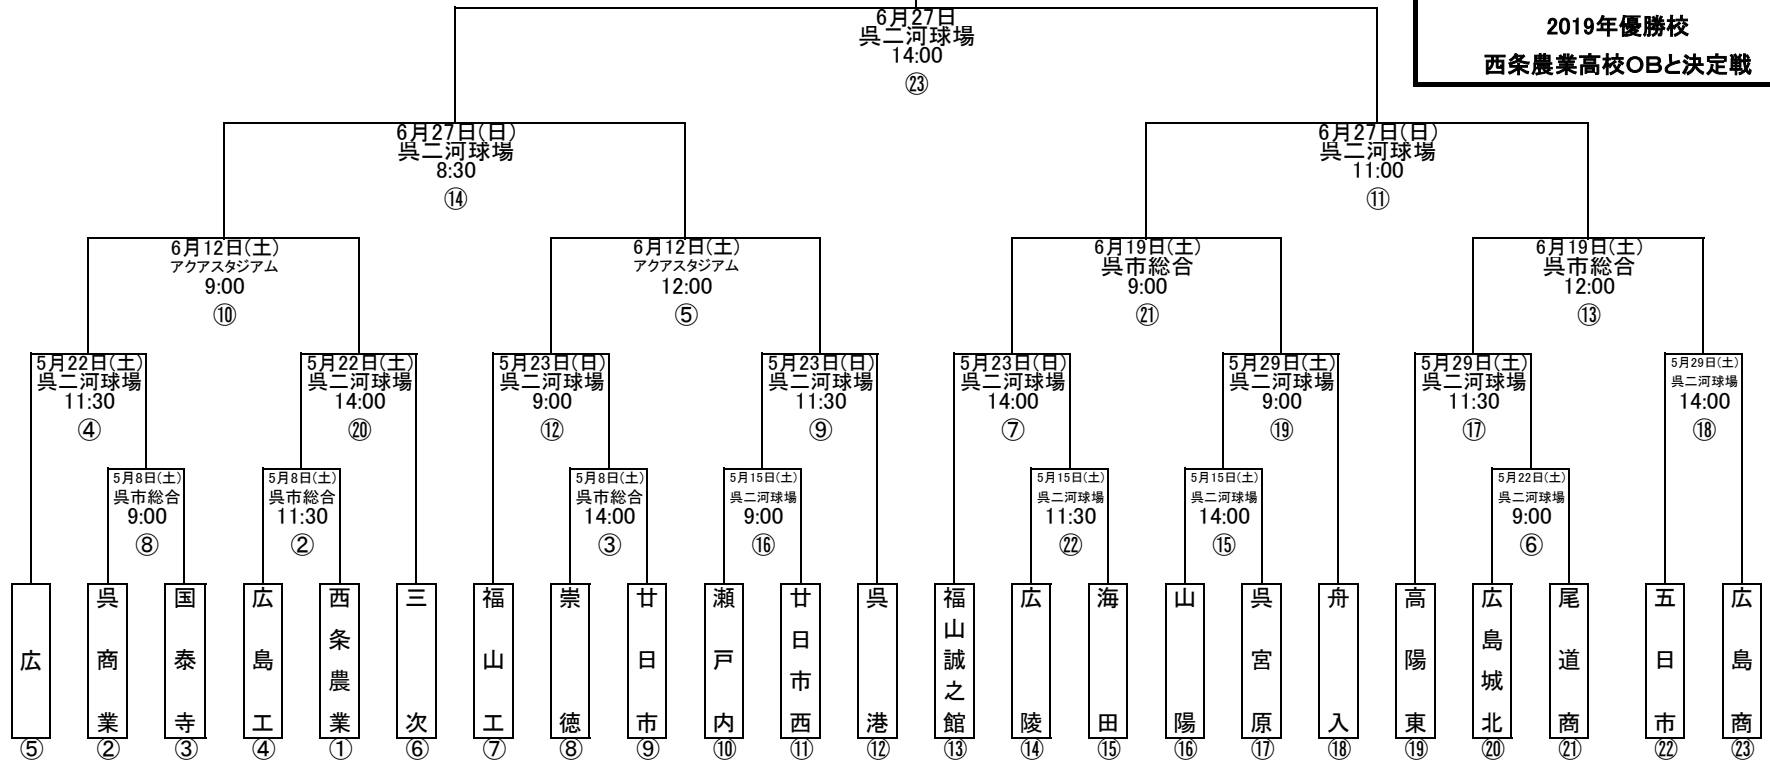 6月27日
呉二河球場
14:00
㉓
2019年優勝校
西条農業高校OBと決定戦
6月27日(日)
呉二河球場
8:30
⑭
6月27日(日)
呉二河球場
11:00
⑪
6月12日(土)
アクアスタジアム
9:00
⑩
6月12日(土)
アクアスタジアム
12:00
⑤
6月19日(土)
呉市総合
9:00
㉑
6月19日(土)
呉市総合
12:00
⑬
5月22日(土)
呉二河球場
11:30
④
5月22日(土)
呉二河球場
14:00
⑳
5月23日(日)
呉二河球場
9:00
⑫
5月23日(日)
呉二河球場
11:30
⑨
5月23日(日)
呉二河球場
14:00
⑦
5月29日(土)
呉二河球場
9:00
⑲
5月29日(土)
呉二河球場
11:30
⑰
5月29日(土)
呉二河球場
14:00
⑱
5月8日(土)
呉市総合
9:00
⑧
5月8日(土)
呉市総合
11:30
②
5月8日(土)
呉市総合
14:00
③
5月15日(土)
呉二河球場
9:00
⑯
5月15日(土)
呉二河球場
11:30
㉒
5月15日(土)
呉二河球場
14:00
⑮
5月22日(土)
呉二河球場
9:00
⑥
広
⑤
呉商業
②
国泰寺
③
広島工
④
西条農業
①
三次
⑥
福山工
⑦
崇徳
⑧
廿日市
⑨
瀬戸内
⑩
廿日市西
⑪
呉港
⑫
福山誠之館
⑬
広陵
⑭
海田
⑮
山陽
⑯
呉宮原
⑰
舟入
⑱
高陽東
⑲
広島城北
⑳
尾道商
㉑
五日市
㉒
広島商
㉓